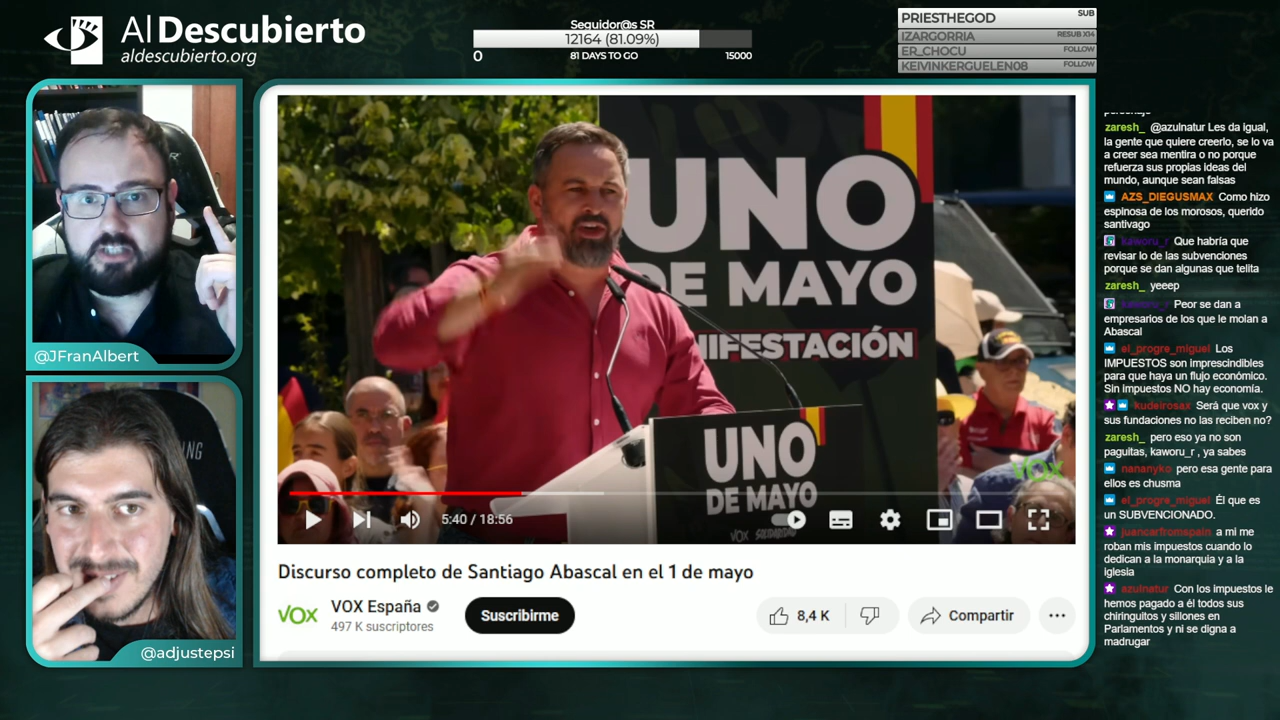 Al Descubierto
aldescubierto.org
Seguidor@s SR
12164 (81.09%)
0
81 DAYS TO GO
15000
PRIESTHEGOD
SUB
IZARGORRIA
RESUB X14
ER_CHOCU
FOLLOW
KEIVINKERGUELEN08
FOLLOW
@JFranAlbert
@adjustepsi
UNO
DE MAYO
MANIFESTACIÓN
UNO
DE MAYO
VOX
VOX
5:40 / 18:56
Discurso completo de Santiago Abascal en el 1 de mayo
VOX
VOX España
497 K suscriptores
Suscribirme
8,4 K
Compartir
zaresh_ @azulnatur Les da igual,
la gente que quiere creerlo, se lo va
a creer sea mentira o no porque
refuerza sus propias ideas del
mundo, aunque sean falsas
AZS_DIEGUSMAX Como hizo
espinosa de los morosos, querido
santivago
kaworu_r Que habría que
revisar lo de las subvenciones
porque se dan algunas que telita
zaresh_ yeeep
kaworu_r Peor se dan a
empresarios de los que le molan a
Abascal
el_progre_miguel Los
IMPUESTOS son imprescindibles
para que haya un flujo económico.
Sin impuestos NO hay economía.
kudeirosax Será que vox y
sus fundaciones no las reciben no?
zaresh_ pero eso ya no son
paguitas, kaworu_r , ya sabes
nananyko pero esa gente para
ellos es chusma
el_progre_miguel Él que es
un SUBVENCIONADO.
juancarfromspain a mi me
roban mis impuestos cuando lo
dedican a la monarquia y a la
iglesia
azulnatur Con los impuestos le
hemos pagado a él todos sus
chiringuitos y sillones en
Parlamentos y ni se digna a
madrugar